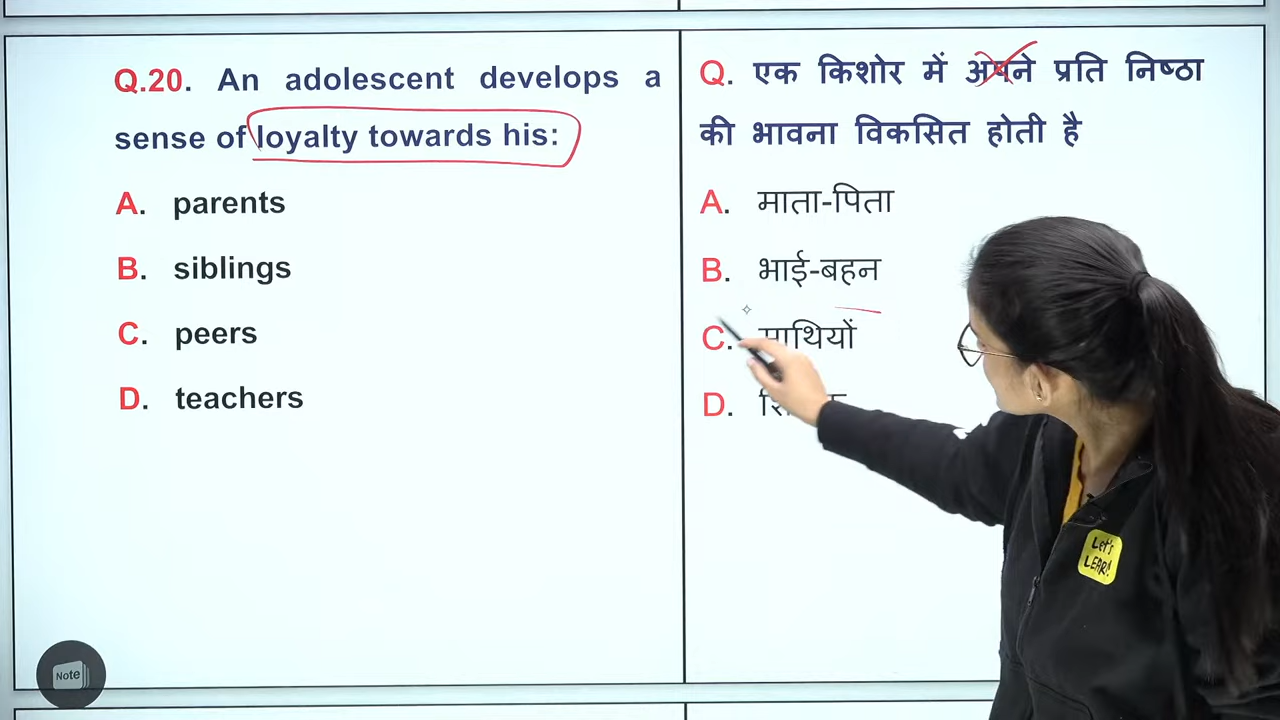 Q.20. An adolescent develops a
sense of loyalty towards his:
A. parents
B. siblings
C. peers
D. teachers
Q. एक किशोर में अपने प्रति निष्ठा
की भावना विकसित होती है
A. माता-पिता
B. भाई-बहन
C.
D.
Let's
LEARN!
Note